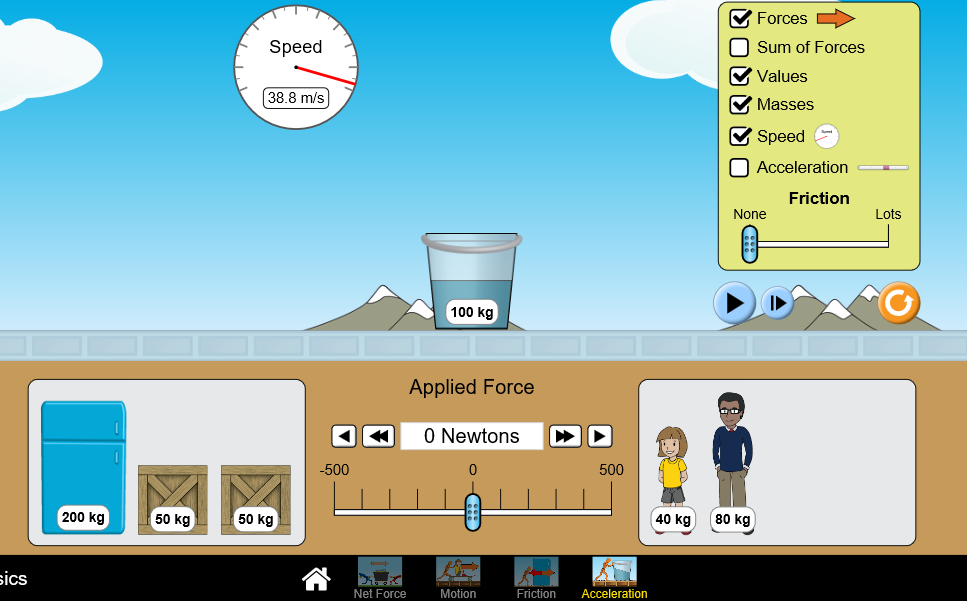 Speed
38.8 m/s
Forces
Sum of Forces
Values
Masses
Speed
Speed
Acceleration
Friction
None
Lots
100 kg
Applied Force
0 Newtons
-500
0
500
200 kg
50 kg
50 kg
40 kg
80 kg
sics
Net Force
Motion
Friction
Acceleration